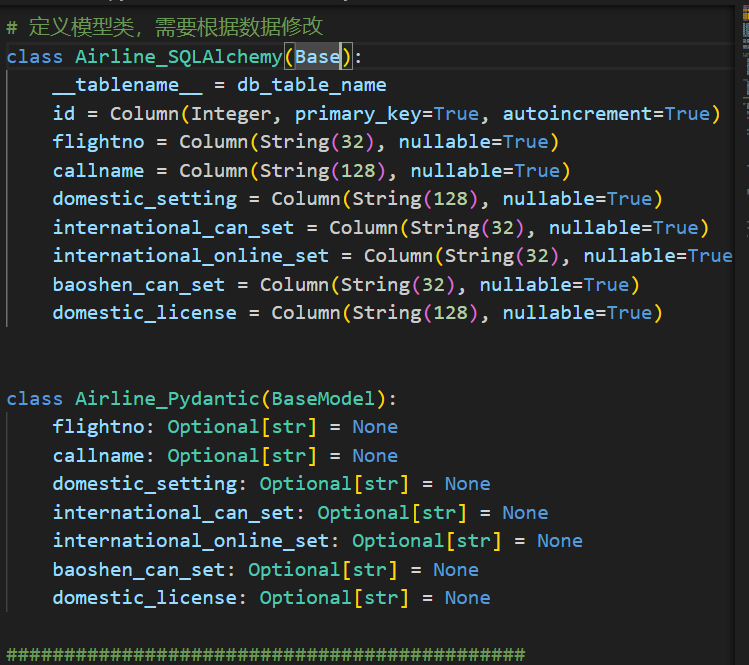 # 定义模型类，需要根据数据修改
class Airline_SQLAlchemy(Base):
    __tablename__ = db_table_name
    id = Column(Integer, primary_key=True, autoincrement=True)
    flightno = Column(String(32), nullable=True)
    callname = Column(String(128), nullable=True)
    domestic_setting = Column(String(128), nullable=True)
    international_can_set = Column(String(32), nullable=True)
    international_online_set = Column(String(32), nullable=True
    baoshen_can_set = Column(String(32), nullable=True)
    domestic_license = Column(String(128), nullable=True)
class Airline_Pydantic(BaseModel):
    flightno: Optional[str] = None
    callname: Optional[str] = None
    domestic_setting: Optional[str] = None
    international_can_set: Optional[str] = None
    international_online_set: Optional[str] = None
    baoshen_can_set: Optional[str] = None
    domestic_license: Optional[str] = None
#############################################